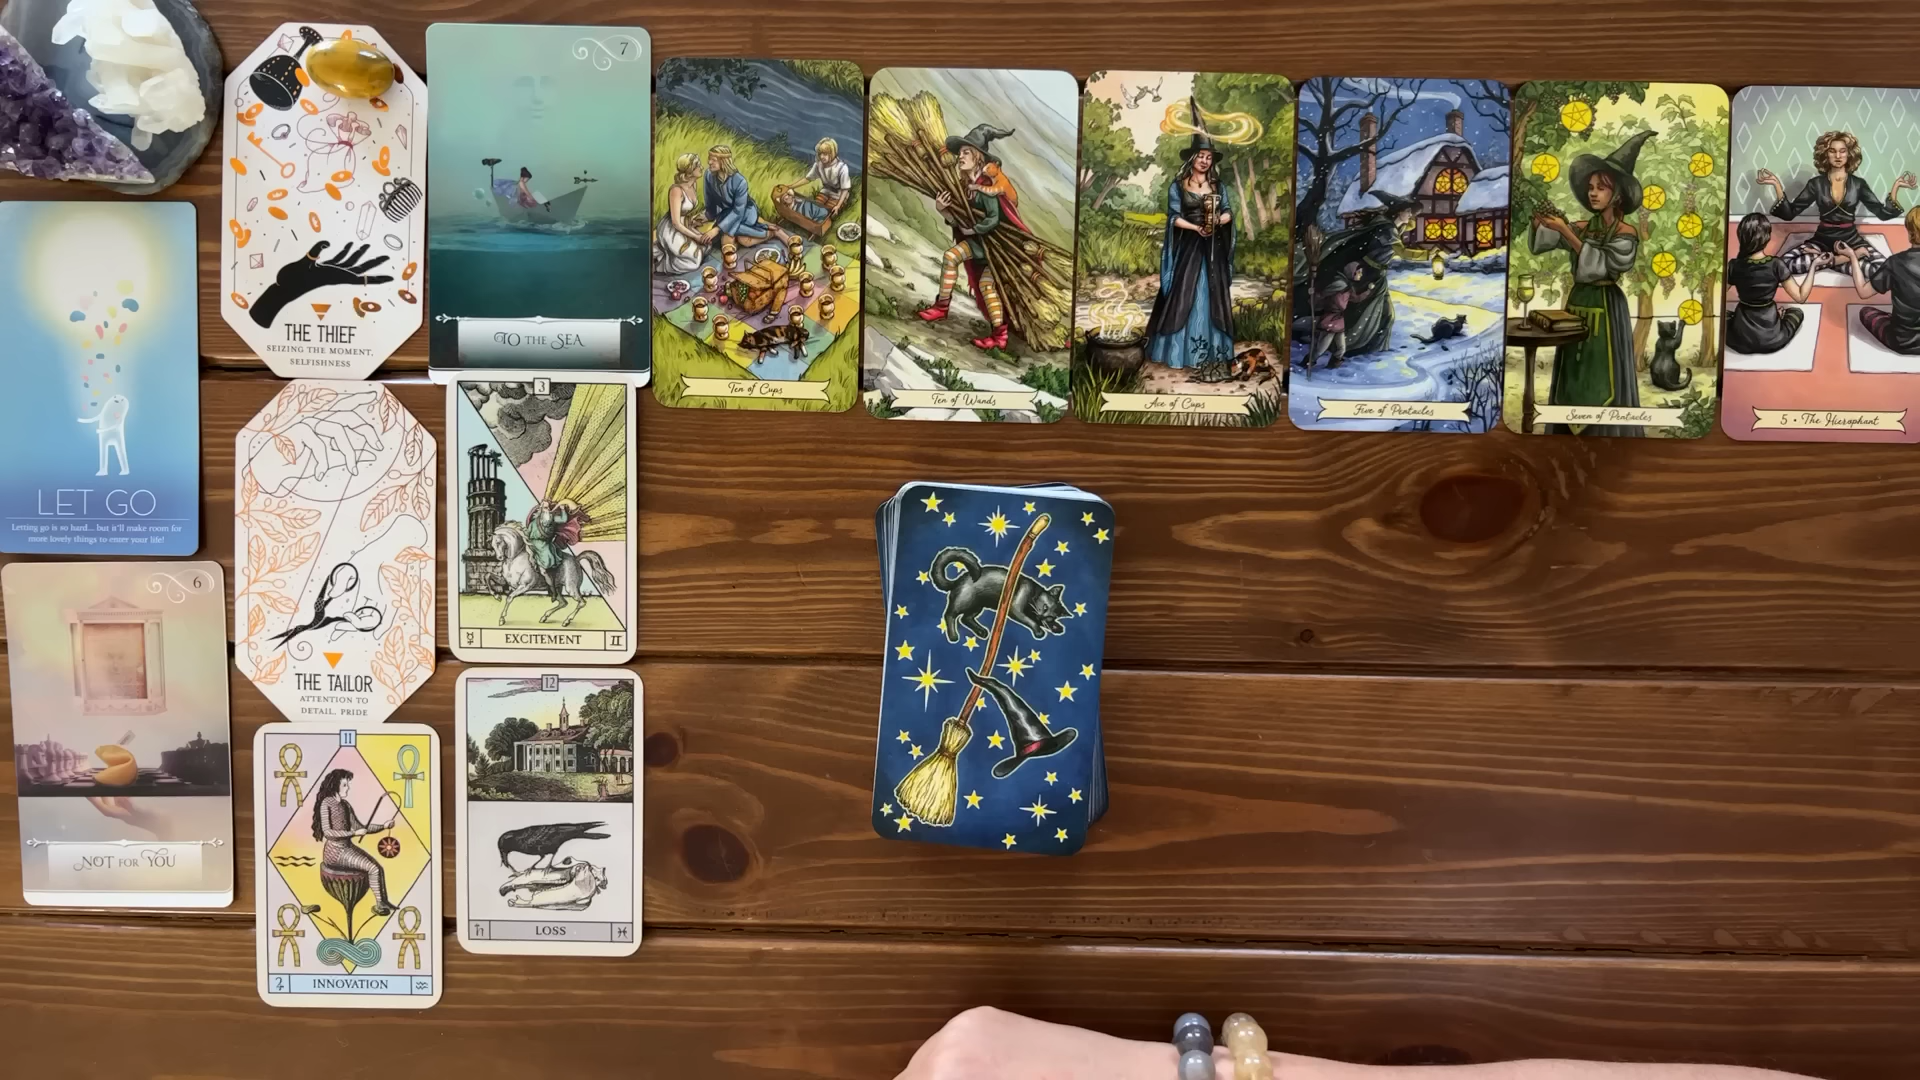 THE THIEF
SEIZING THE MOMENT,
SELFISHNESS
7
TO THE SEA
Ten of Cups
Ten of Wands
Ace of Cups
Five of Pentacles
Seven of Pentacles
5 • The Hierophant
LET GO
Letting go is so hard... but it'll make room for
more lovely things to enter your life!
THE TAILOR
ATTENTION TO
DETAIL, PRIDE
3
EXCITEMENT
6
NOT FOR YOU
11
INNOVATION
12
LOSS